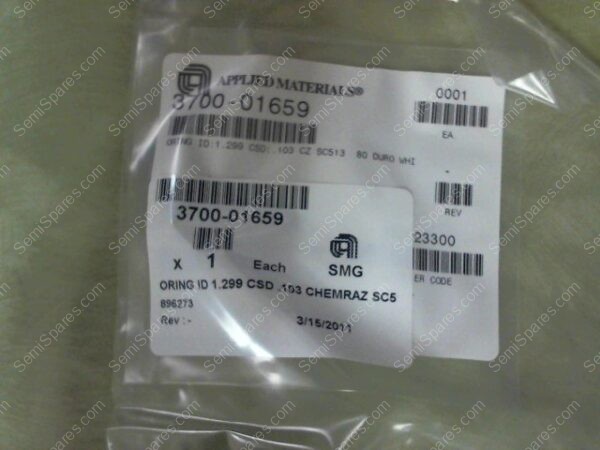 APPLIED MATERIALS®
3700-01659
0001
EA
ORING ID:1.299 CSD:.103 CZ SC513 80 DURO WHI
-
REV
3700-01659
23300
ER CODE
X 1 Each
SMG
ORING ID 1.299 CSD .103 CHEMRAZ SC5
896273
Rev :- 3/15/2011
SemiSpares.com